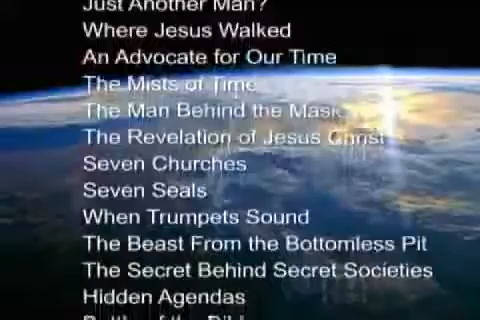 Just Another Man?
Where Jesus Walked
An Advocate for Our Time
The Mists of Time
The Man Behind the Mask
The Revelation of Jesus Christ
Seven Churches
Seven Seals
When Trumpets Sound
The Beast From the Bottomless Pit
The Secret Behind Secret Societies
Hidden Agendas